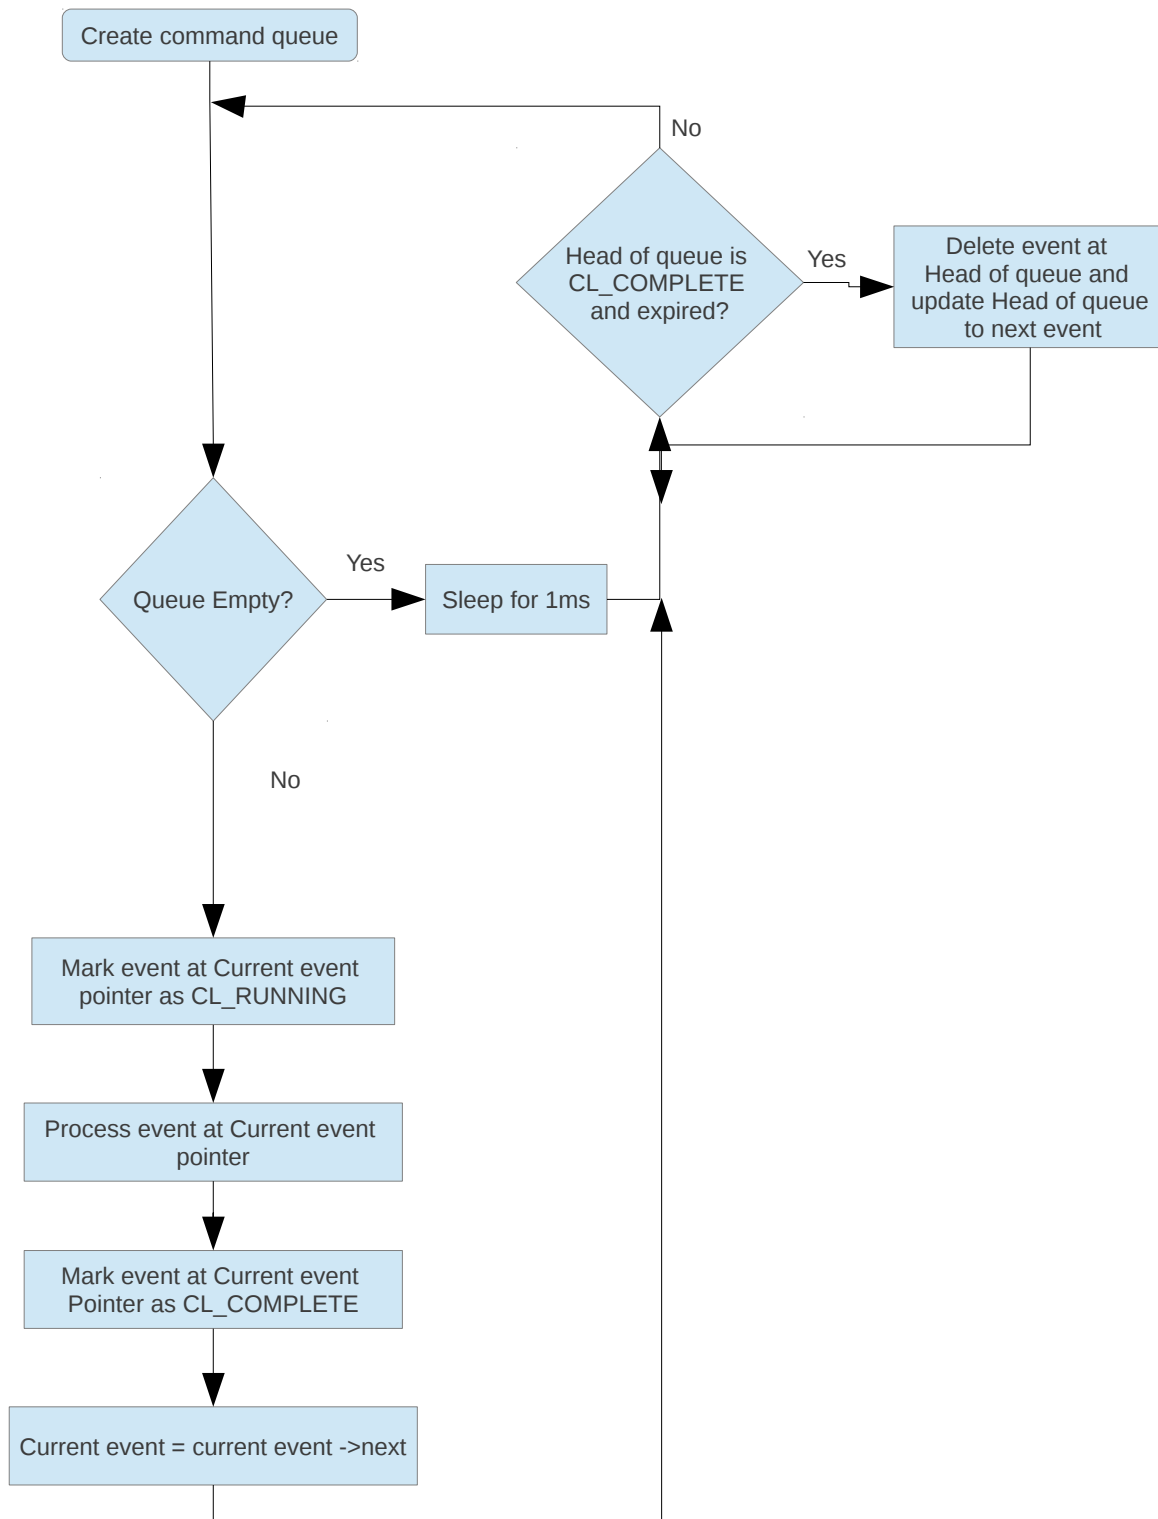 Create command queue
No
Head of queue is
CL_COMPLETE
and expired?
Yes
Delete event at
Head of queue and
update Head of queue
to next event
Queue Empty?
Yes
Sleep for 1ms
No
Mark event at Current event
pointer as CL_RUNNING
Process event at Current event
pointer
Mark event at Current event
Pointer as CL_COMPLETE
Current event = current event ->next